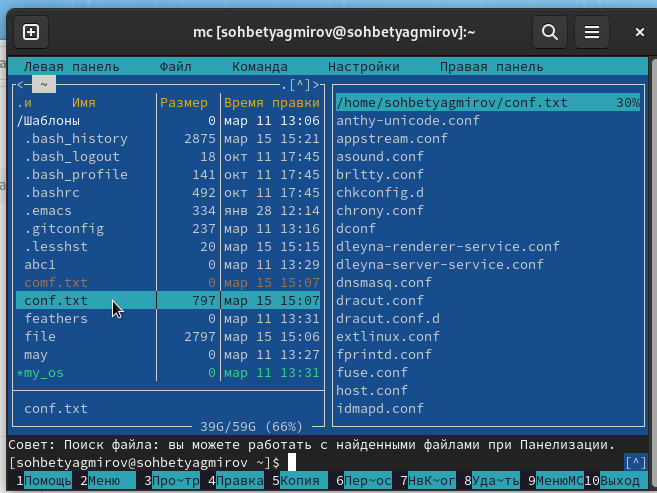 mc [sohbetyagmirov@sohbetyagmirov]:~
Левая панель Файл Команда Настройки Правая панель
<─ ~ .[^]>
.и Имя Размер Время правки
/Шаблоны 0 мар 11 13:06
.bash_history 2875 мар 15 15:21
.bash_logout 18 окт 11 17:45
.bash_profile 141 окт 11 17:45
.bashrc 492 окт 11 17:45
.emacs 334 янв 28 12:14
.gitconfig 237 мар 11 13:16
.lesshst 20 мар 15 15:15
abc1 0 мар 11 13:29
comf.txt 0 мар 15 15:07
conf.txt 797 мар 15 15:07
feathers 0 мар 11 13:31
file 2797 мар 15 15:06
may 0 мар 11 13:27
*my_os 0 мар 11 13:31
conf.txt
39G/59G (66%)
/home/sohbetyagmirov/conf.txt 30%
anthy-unicode.conf
appstream.conf
asound.conf
brltty.conf
chkconfig.d
chrony.conf
dconf
dleyna-renderer-service.conf
dleyna-server-service.conf
dnsmasq.conf
dracut.conf
dracut.conf.d
extlinux.conf
fprintd.conf
fuse.conf
host.conf
idmapd.conf
Совет: Поиск файла: вы можете работать с найденными файлами при Панелизации.
[sohbetyagmirov@sohbetyagmirov ~]$ [^]
1Помощь 2Меню 3Про~тр 4Правка 5Копия 6Пер~ос 7НвК~ог 8Уда~ть 9МенюМС 10Выход